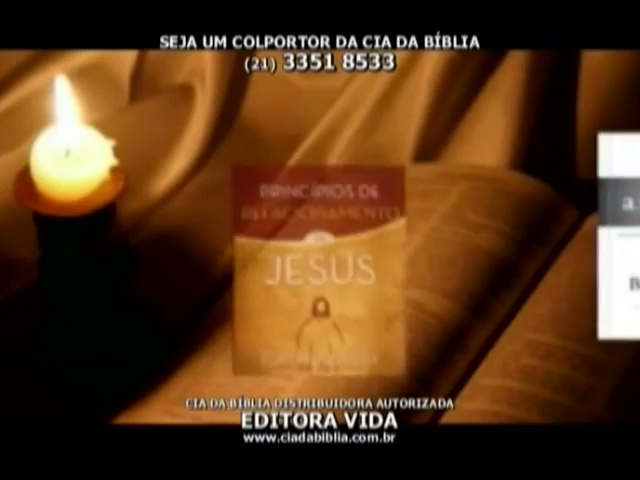 SEJA UM COLPORTOR DA CIA DA BÍBLIA
(21) 3351 8533
PRINCÍPIOS DE
RELACIONAMENTO
DE
JESUS
CIA DA BÍBLIA DISTRIBUIDORA AUTORIZADA
EDITORA VIDA
www.ciadabiblia.com.br